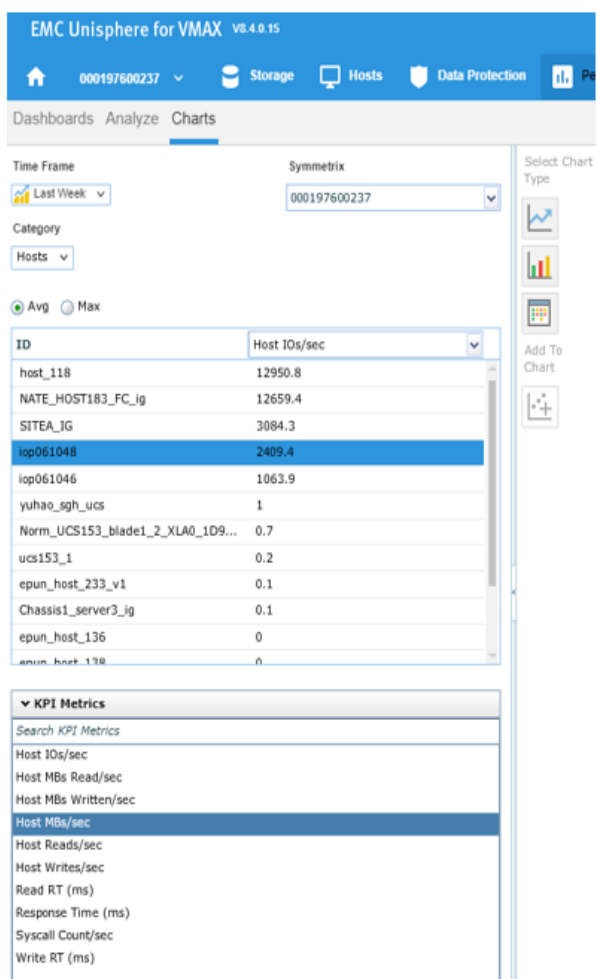 EMC Unisphere for VMAX V8.4.0.15
000197600237 Storage Hosts Data Protection Pe
Dashboards Analyze Charts
Time Frame
Last Week
Symmetrix
000197600237
Category
Hosts
Avg Max
ID Host IOs/sec
host_118 12950.8
NATE_HOST183_FC_ig 12659.4
SITEA_IG 3084.3
iop061048 2409.4
iop061046 1063.9
yuhao_sgh_ucs 1
Norm_UCS153_blade1_2_XLA0_1D9... 0.7
ucs153_1 0.2
epun_host_233_v1 0.1
Chassis1_server3_ig 0.1
epun_host_136 0
epun_host_138 0
KPI Metrics
Search KPI Metrics
Host IOs/sec
Host MBs Read/sec
Host MBs Written/sec
Host MBs/sec
Host Reads/sec
Host Writes/sec
Read RT (ms)
Response Time (ms)
Syscall Count/sec
Write RT (ms)
Select Chart
Type
Add To
Chart